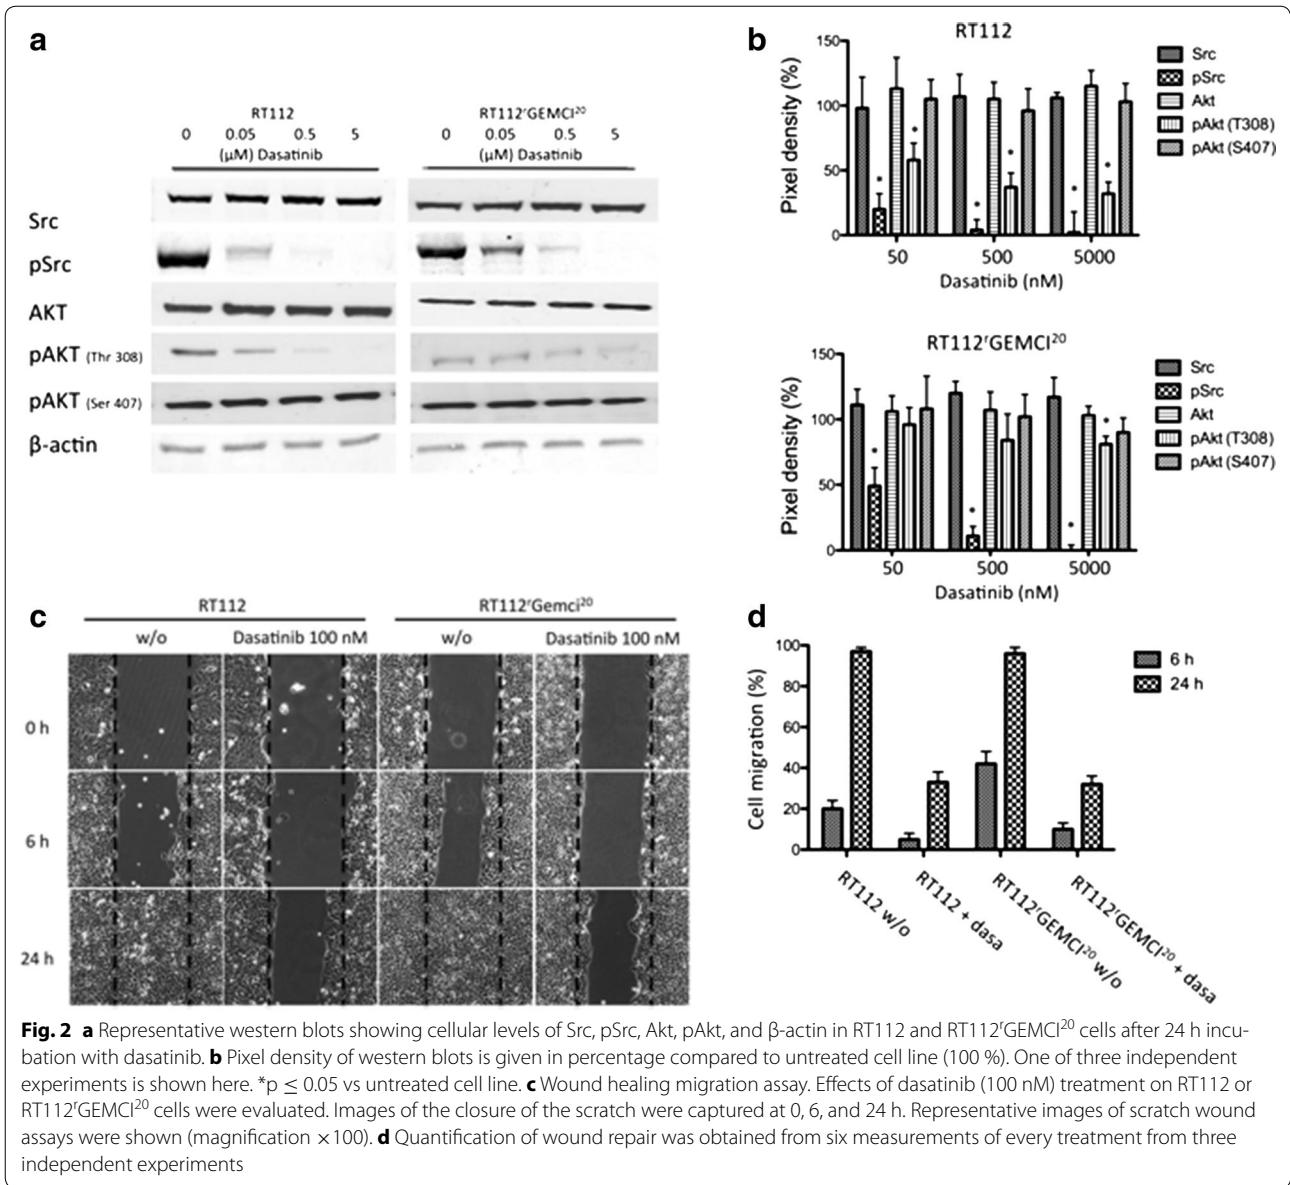 a
RT112
0 0.05 0.5 5
(µM) Dasatinib
RT112ʳGEMCI²⁰
0 0.05 0.5 5
(µM) Dasatinib
Src
pSrc
AKT
pAKT (Thr 308)
pAKT (Ser 407)
β-actin
b
RT112
Pixel density (%)
150
100
50
0
50 500 5000
Dasatinib (nM)
Src
pSrc
Akt
pAkt (T308)
pAkt (S407)
RT112ʳGEMCI²⁰
Pixel density (%)
150
100
50
0
50 500 5000
Dasatinib (nM)
Src
pSrc
Akt
pAkt (T308)
pAkt (S407)
c
RT112 RT112ʳGemci²⁰
w/o Dasatinib 100 nM w/o Dasatinib 100 nM
0 h
6 h
24 h
d
Cell migration (%)
100
80
60
40
20
0
RT112 w/o
RT112 + dasa
RT112ʳGEMCI²⁰ w/o
RT112ʳGEMCI²⁰ + dasa
6 h
24 h
Fig. 2 a Representative western blots showing cellular levels of Src, pSrc, Akt, pAkt, and β-actin in RT112 and RT112ʳGEMCI²⁰ cells after 24 h incu-
bation with dasatinib. b Pixel density of western blots is given in percentage compared to untreated cell line (100 %). One of three independent
experiments is shown here. *p ≤ 0.05 vs untreated cell line. c Wound healing migration assay. Effects of dasatinib (100 nM) treatment on RT112 or
RT112ʳGEMCI²⁰ cells were evaluated. Images of the closure of the scratch were captured at 0, 6, and 24 h. Representative images of scratch wound
assays were shown (magnification ×100). d Quantification of wound repair was obtained from six measurements of every treatment from three
independent experiments